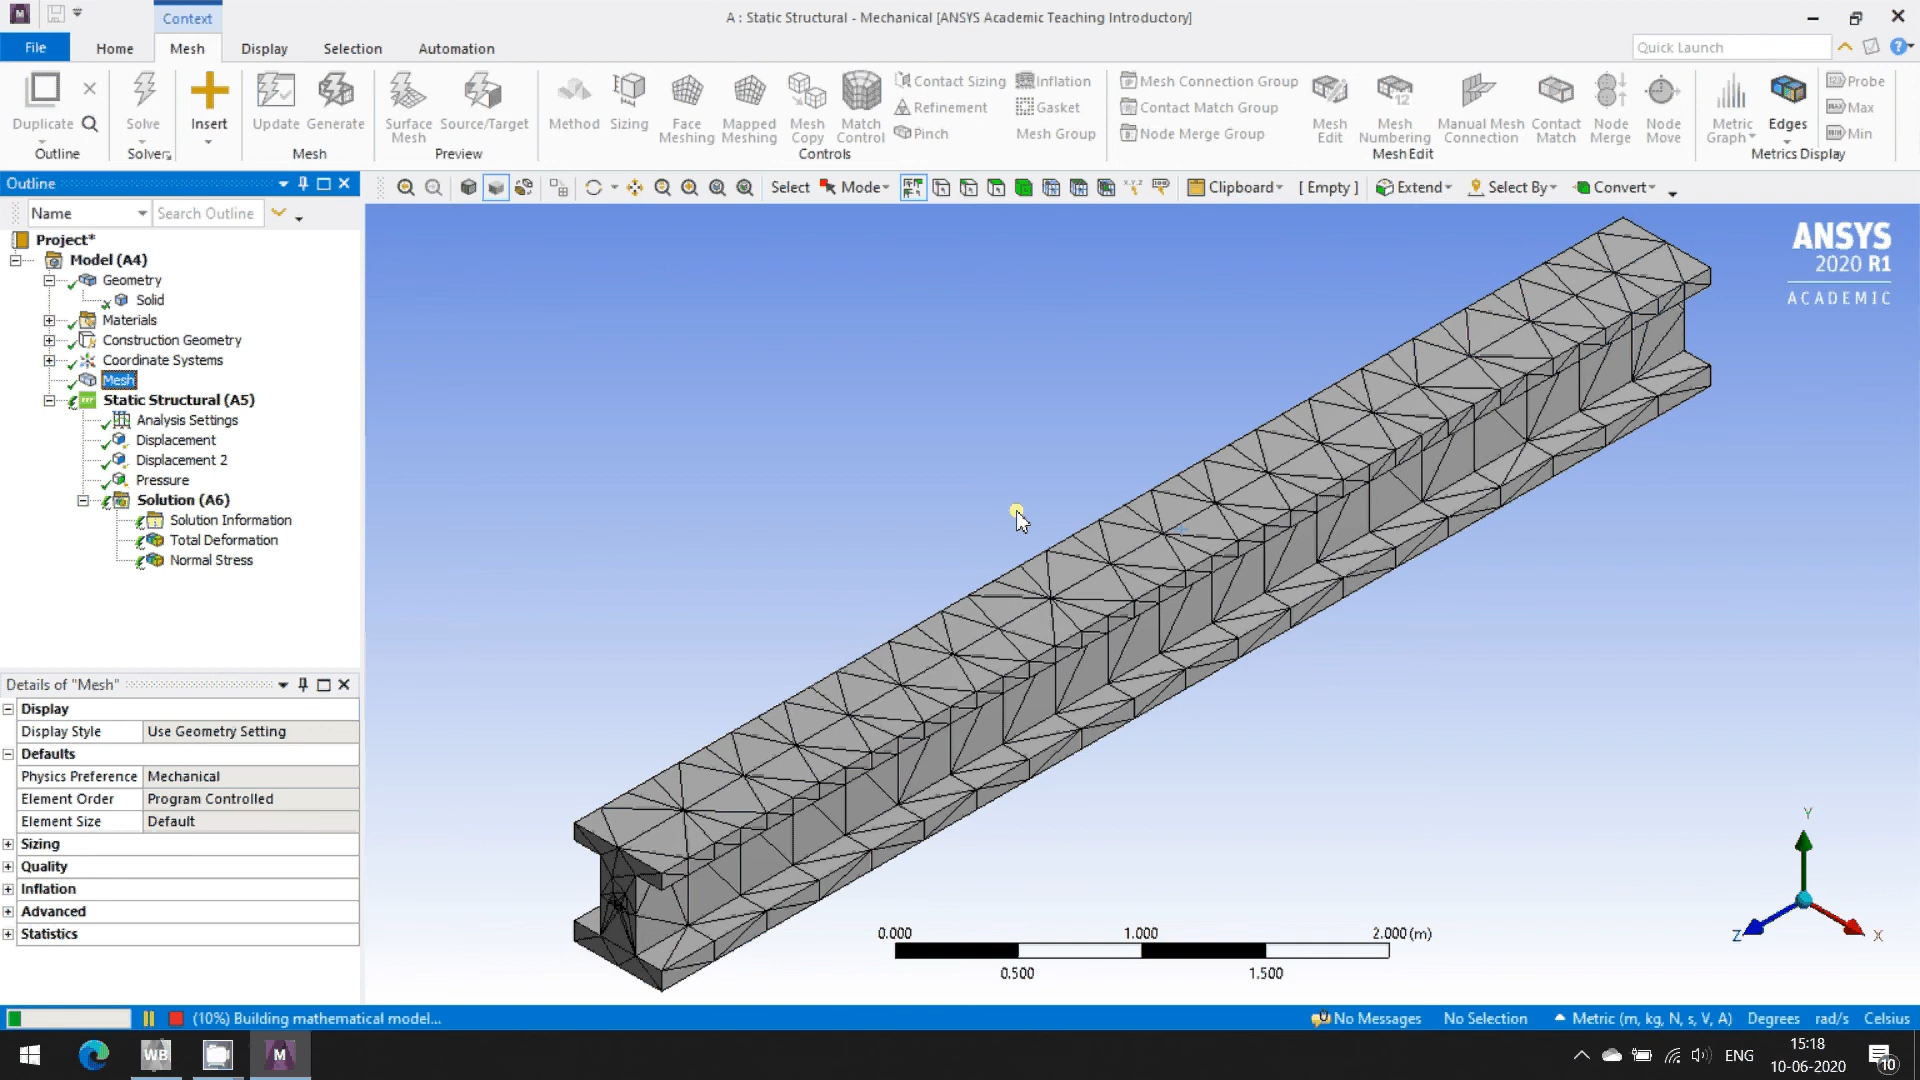 Context
A : Static Structural - Mechanical [ANSYS Academic Teaching Introductory]
File
Home
Mesh
Display
Selection
Automation
Quick Launch
Duplicate
Outline
Solve
Solver
Insert
Update
Generate
Mesh
Surface Mesh
Source/Target
Preview
Method
Sizing
Face Meshing
Mapped Meshing
Mesh Copy
Match Control
Contact Sizing
Refinement
Pinch
Inflation
Gasket
Mesh Group
Controls
Mesh Connection Group
Contact Match Group
Node Merge Group
Mesh Edit
Mesh Numbering
Manual Mesh Connection
Contact Match
Node Merge
Node Move
Mesh Edit
Metric Graph
Edges
Probe
Max
Min
Metrics Display
Outline
Select
Mode
Clipboard
[ Empty ]
Extend
Select By
Convert
Name
Search Outline
Project*
Model (A4)
Geometry
Solid
Materials
Construction Geometry
Coordinate Systems
Mesh
Static Structural (A5)
Analysis Settings
Displacement
Displacement 2
Pressure
Solution (A6)
Solution Information
Total Deformation
Normal Stress
ANSYS
2020 R1
ACADEMIC
Details of "Mesh"
Display
Display Style Use Geometry Setting
Defaults
Physics Preference Mechanical
Element Order Program Controlled
Element Size Default
Sizing
Quality
Inflation
Advanced
Statistics
0.000 1.000 2.000 (m)
0.500 1.500
Y
Z
X
(10%) Building mathematical model...
No Messages
No Selection
Metric (m, kg, N, s, V, A)
Degrees
rad/s
Celsius
WB
M
ENG
15:18
10-06-2020
10